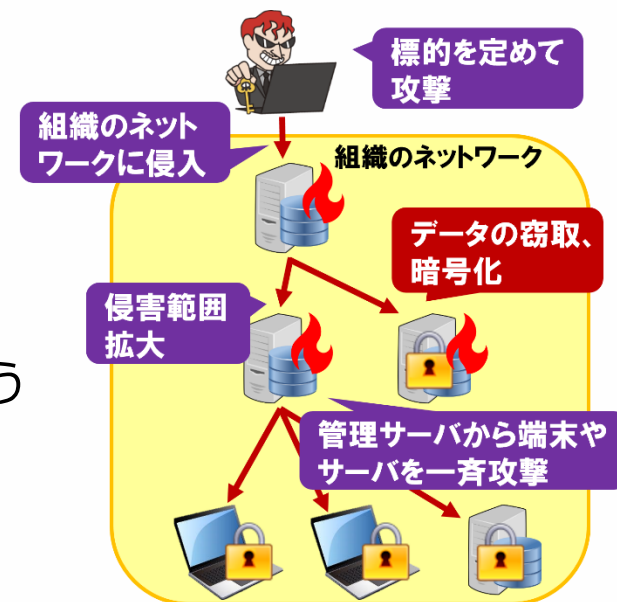 標的を定めて
攻撃
組織のネット
ワークに侵入
組織のネットワーク
データの窃取、
暗号化
侵害範囲
拡大
う
管理サーバから端末や
サーバを一斉攻撃